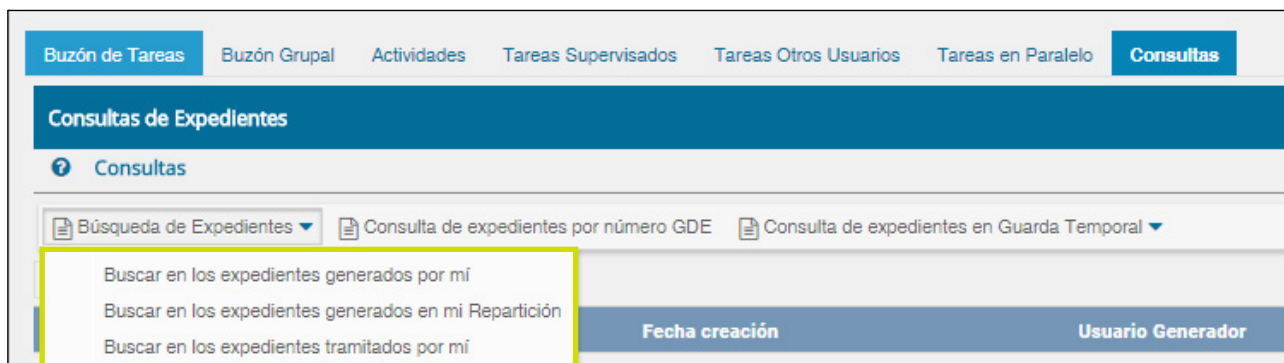 Buzón de Tareas Buzón Grupal Actividades Tareas Supervisados Tareas Otros Usuarios Tareas en Paralelo Consultas
Consultas de Expedientes
? Consultas
Búsqueda de Expedientes Consulta de expedientes por número GDE Consulta de expedientes en Guarda Temporal
Buscar en los expedientes generados por mí
Buscar en los expedientes generados en mi Repartición
Fecha creación Usuario Generador
Buscar en los expedientes tramitados por mí